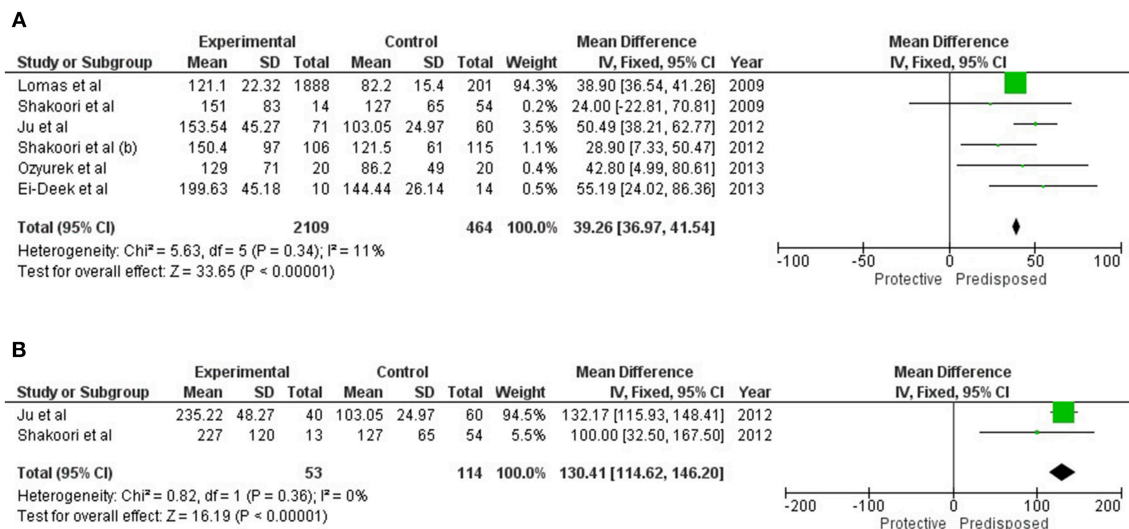 A
Experimental Control Mean Difference Mean Difference
Study or Subgroup Mean SD Total Mean SD Total Weight IV, Fixed, 95% CI Year IV, Fixed, 95% CI
Lomas et al 121.1 22.32 1888 82.2 15.4 201 94.3% 38.90 [36.54, 41.26] 2009
Shakoori et al 151 83 14 127 65 54 0.2% 24.00 [-22.81, 70.81] 2009
Ju et al 153.54 45.27 71 103.05 24.97 60 3.5% 50.49 [38.21, 62.77] 2012
Shakoori et al (b) 150.4 97 106 121.5 61 115 1.1% 28.90 [7.33, 50.47] 2012
Ozyurek et al 129 71 20 86.2 49 20 0.4% 42.80 [4.99, 80.61] 2013
Ei-Deek et al 199.63 45.18 10 144.44 26.14 14 0.5% 55.19 [24.02, 86.36] 2013
Total (95% CI) 2109 464 100.0% 39.26 [36.97, 41.54]
Heterogeneity: Chi² = 5.63, df = 5 (P = 0.34); I² = 11%
Test for overall effect: Z = 33.65 (P < 0.00001)
-100 -50 0 50 100
Protective Predisposed
B
Experimental Control Mean Difference Mean Difference
Study or Subgroup Mean SD Total Mean SD Total Weight IV, Fixed, 95% CI Year IV, Fixed, 95% CI
Ju et al 235.22 48.27 40 103.05 24.97 60 94.5% 132.17 [115.93, 148.41] 2012
Shakoori et al 227 120 13 127 65 54 5.5% 100.00 [32.50, 167.50] 2012
Total (95% CI) 53 114 100.0% 130.41 [114.62, 146.20]
Heterogeneity: Chi² = 0.82, df = 1 (P = 0.36); I² = 0%
Test for overall effect: Z = 16.19 (P < 0.00001)
-200 -100 0 100 200
Protective Predisposed